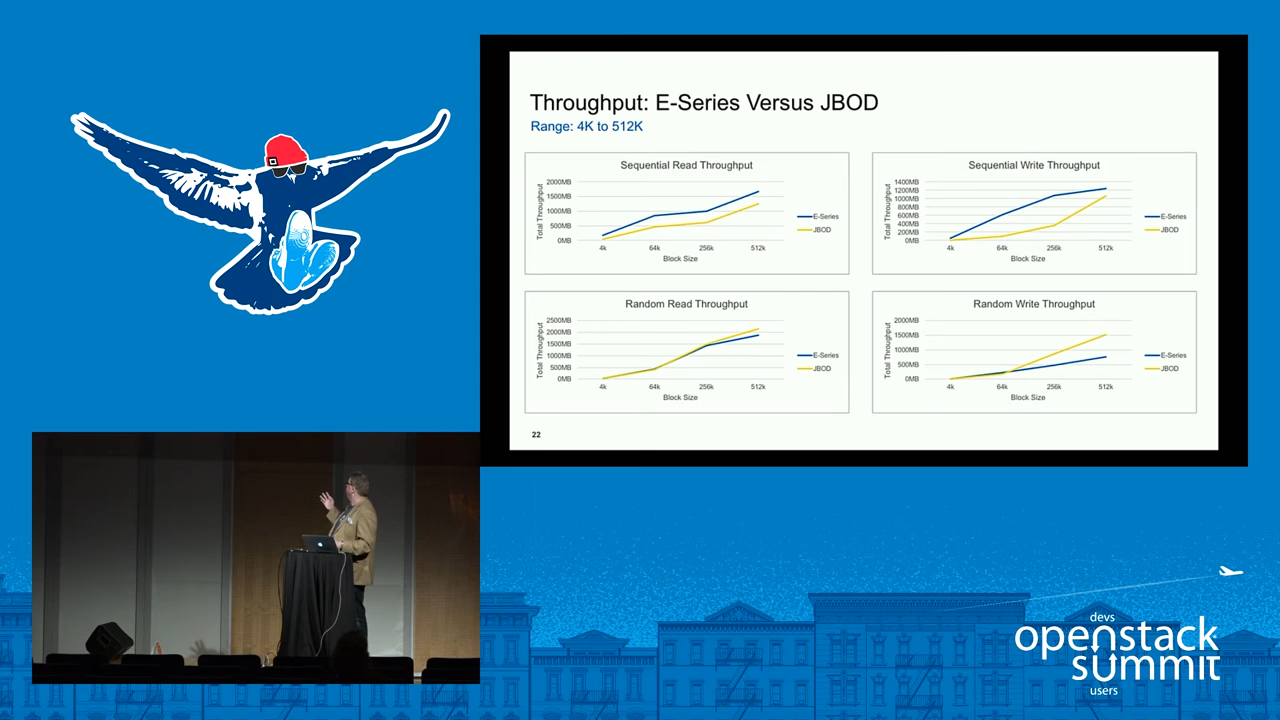 Throughput: E-Series Versus JBOD
Range: 4K to 512K
Sequential Read Throughput
Total Throughput
2000MB
1500MB
1000MB
500MB
0MB
4k 64k 256k 512k
Block Size
E-Series
JBOD
Sequential Write Throughput
Total Throughput
1400MB
1200MB
1000MB
800MB
600MB
400MB
200MB
0MB
4k 64k 256k 512k
Block Size
E-Series
JBOD
Random Read Throughput
Total Throughput
2500MB
2000MB
1500MB
1000MB
500MB
0MB
4k 64k 256k 512k
Block Size
E-Series
JBOD
Random Write Throughput
Total Throughput
2000MB
1500MB
1000MB
500MB
0MB
4k 64k 256k 512k
Block Size
E-Series
JBOD
22
devs
openstack
summit
users